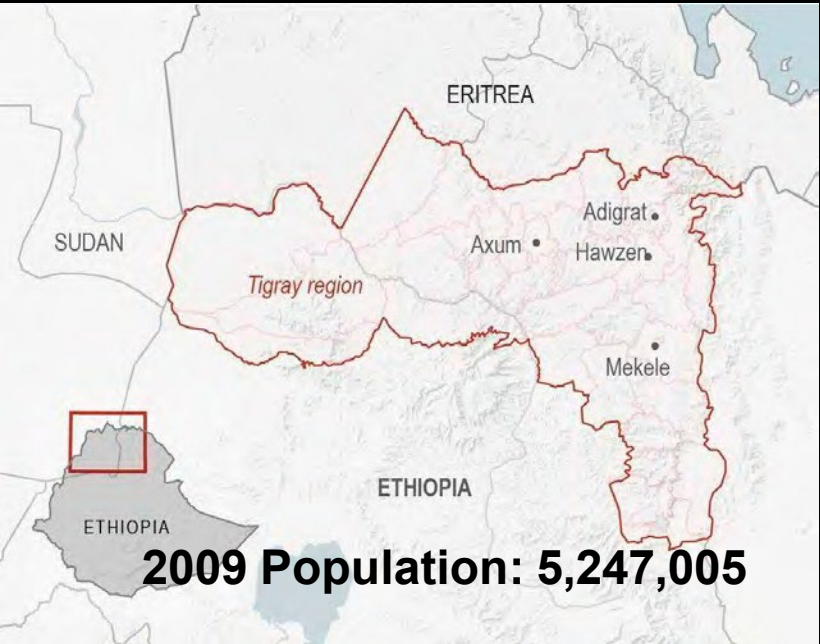 ERITREA
Adigrat
SUDAN
Axum
Hawzen
Tigray region
Mekele
ETHIOPIA
ETHIOPIA
2009 Population: 5,247,005